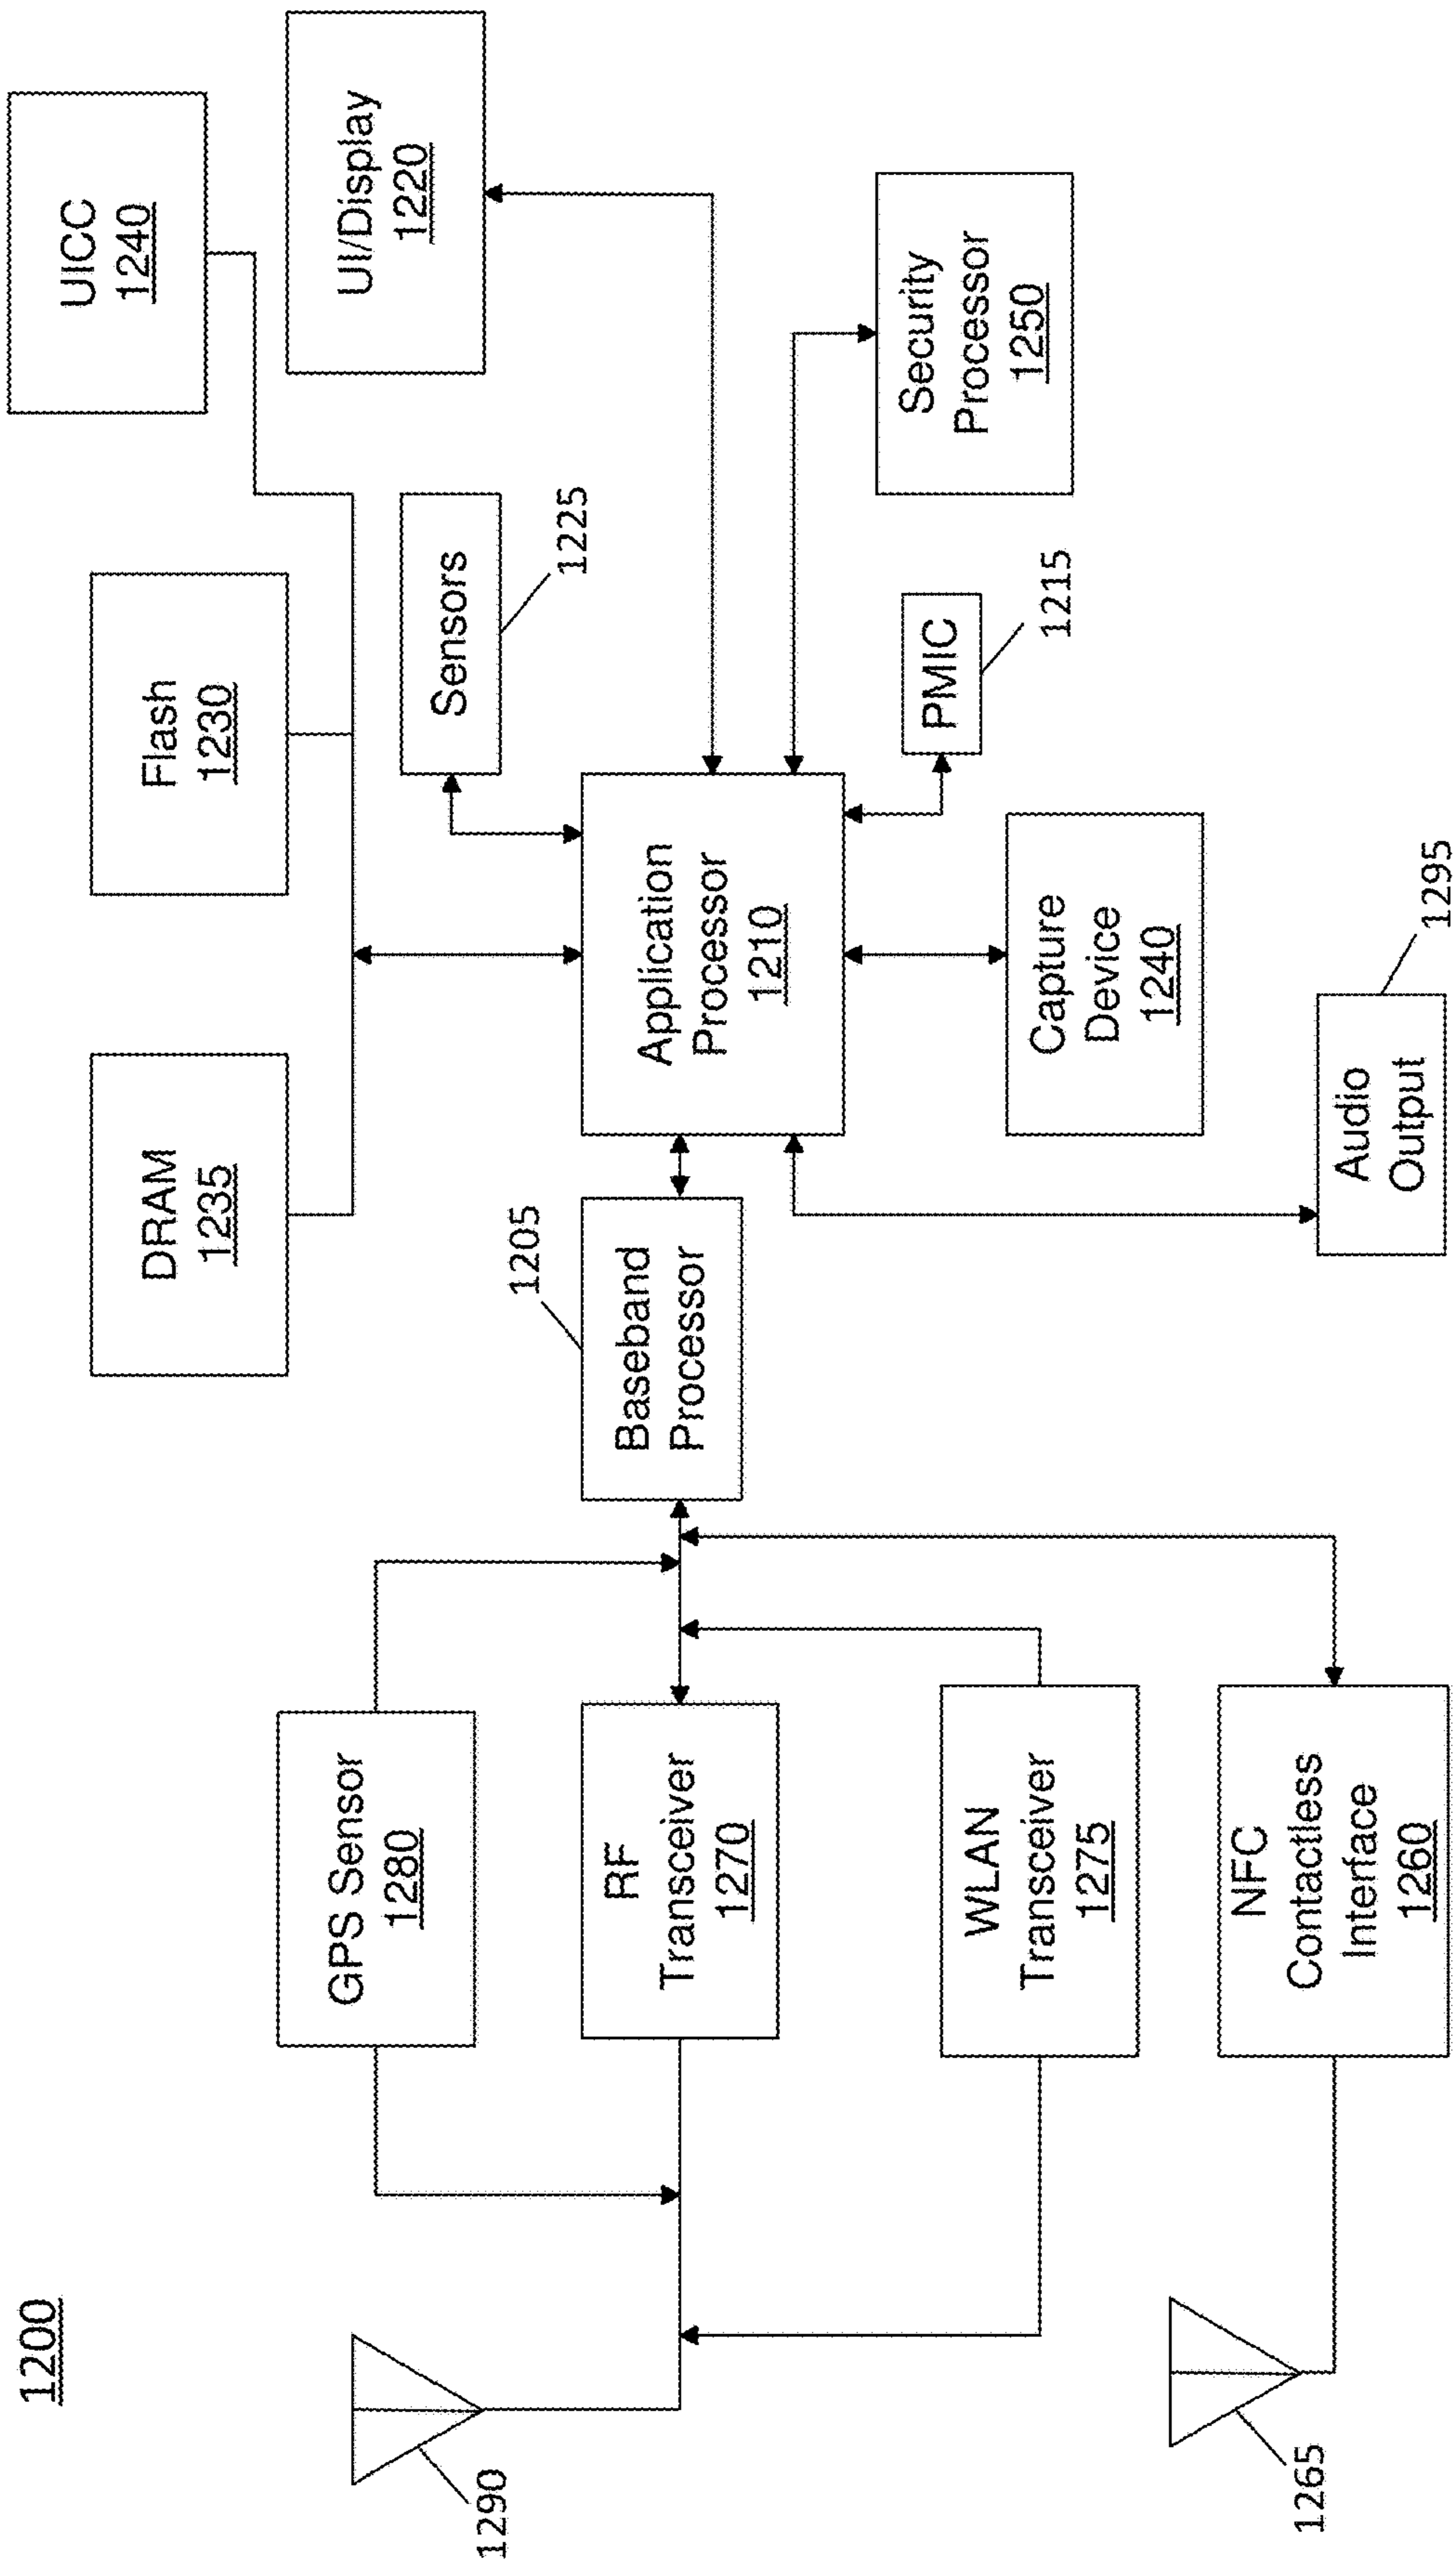 1200
UICC
1240
DRAM
1235
Flash
1230
UI/Display
1220
Sensors
1225
GPS Sensor
1280
1290
RF
Transceiver
1270
1205
Baseband
Processor
Application
Processor
1210
Security
Processor
1250
PMIC
1215
WLAN
Transceiver
1275
Capture
Device
1240
NFC
Contactless
Interface
1260
1265
Audio
Output
1295